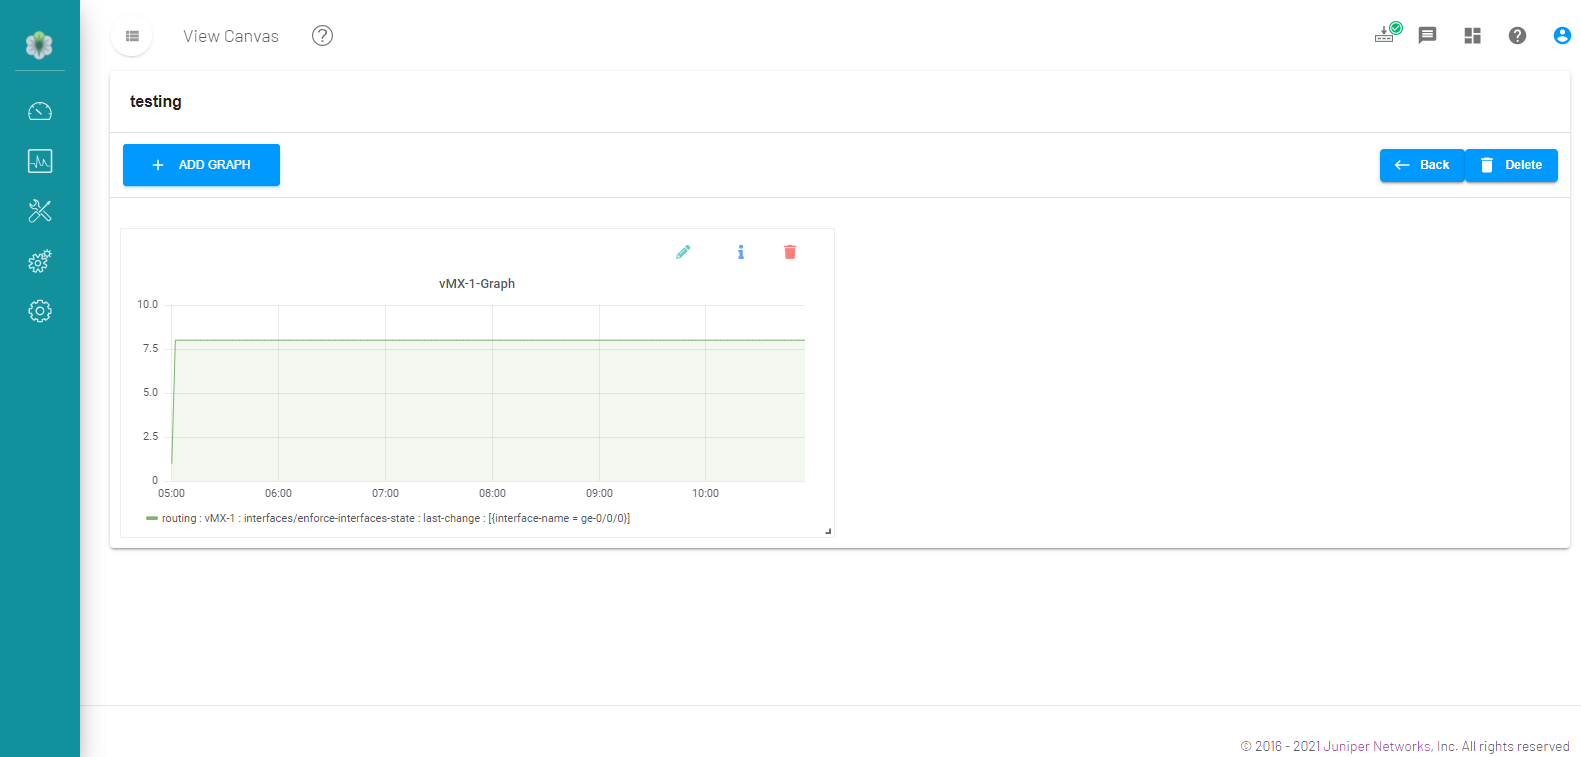 View Canvas
testing
ADD GRAPH
Back
Delete
vMX-1-Graph
10.0
7.5
5.0
2.5
0
05:00 06:00 07:00 08:00 09:00 10:00
routing : vMX-1 : interfaces/enforce-interfaces-state : last-change : [{interface-name = ge-0/0/0}]
© 2016 - 2021 Juniper Networks, Inc. All rights reserved